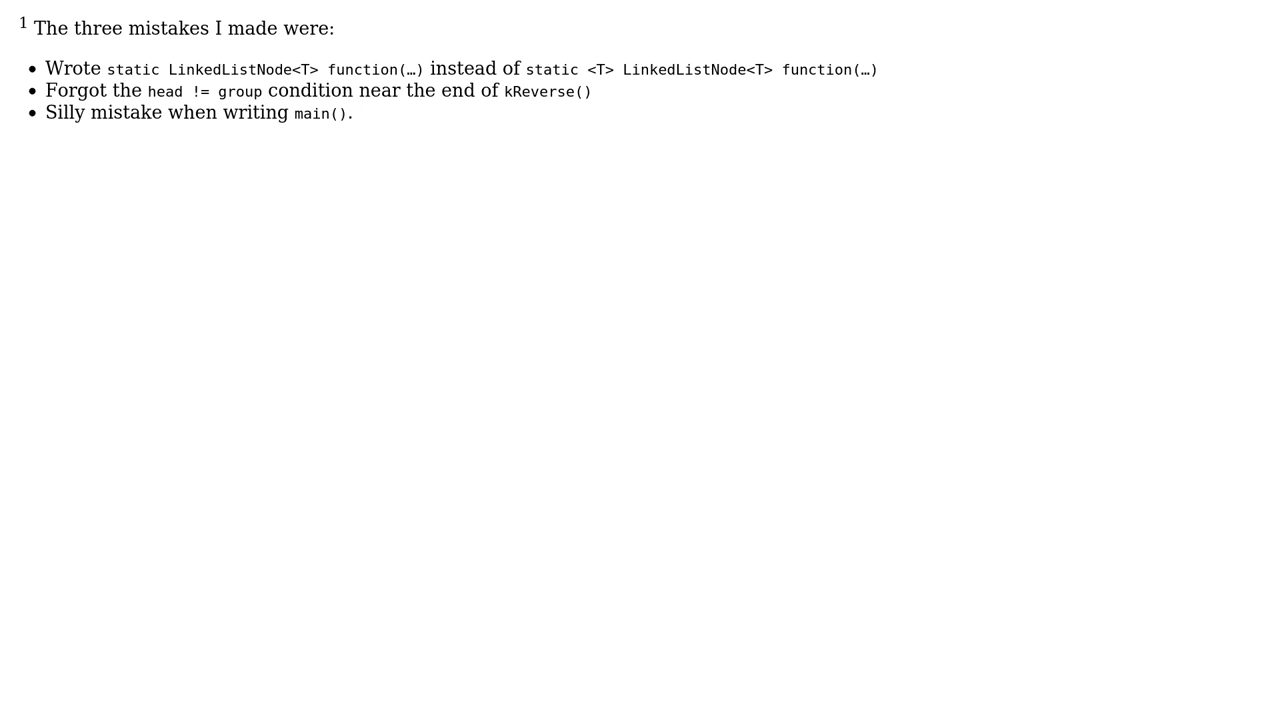 1 The three mistakes I made were:
• Wrote static LinkedListNode<T> function(…) instead of static <T> LinkedListNode<T> function(…)
• Forgot the head != group condition near the end of kReverse()
• Silly mistake when writing main().